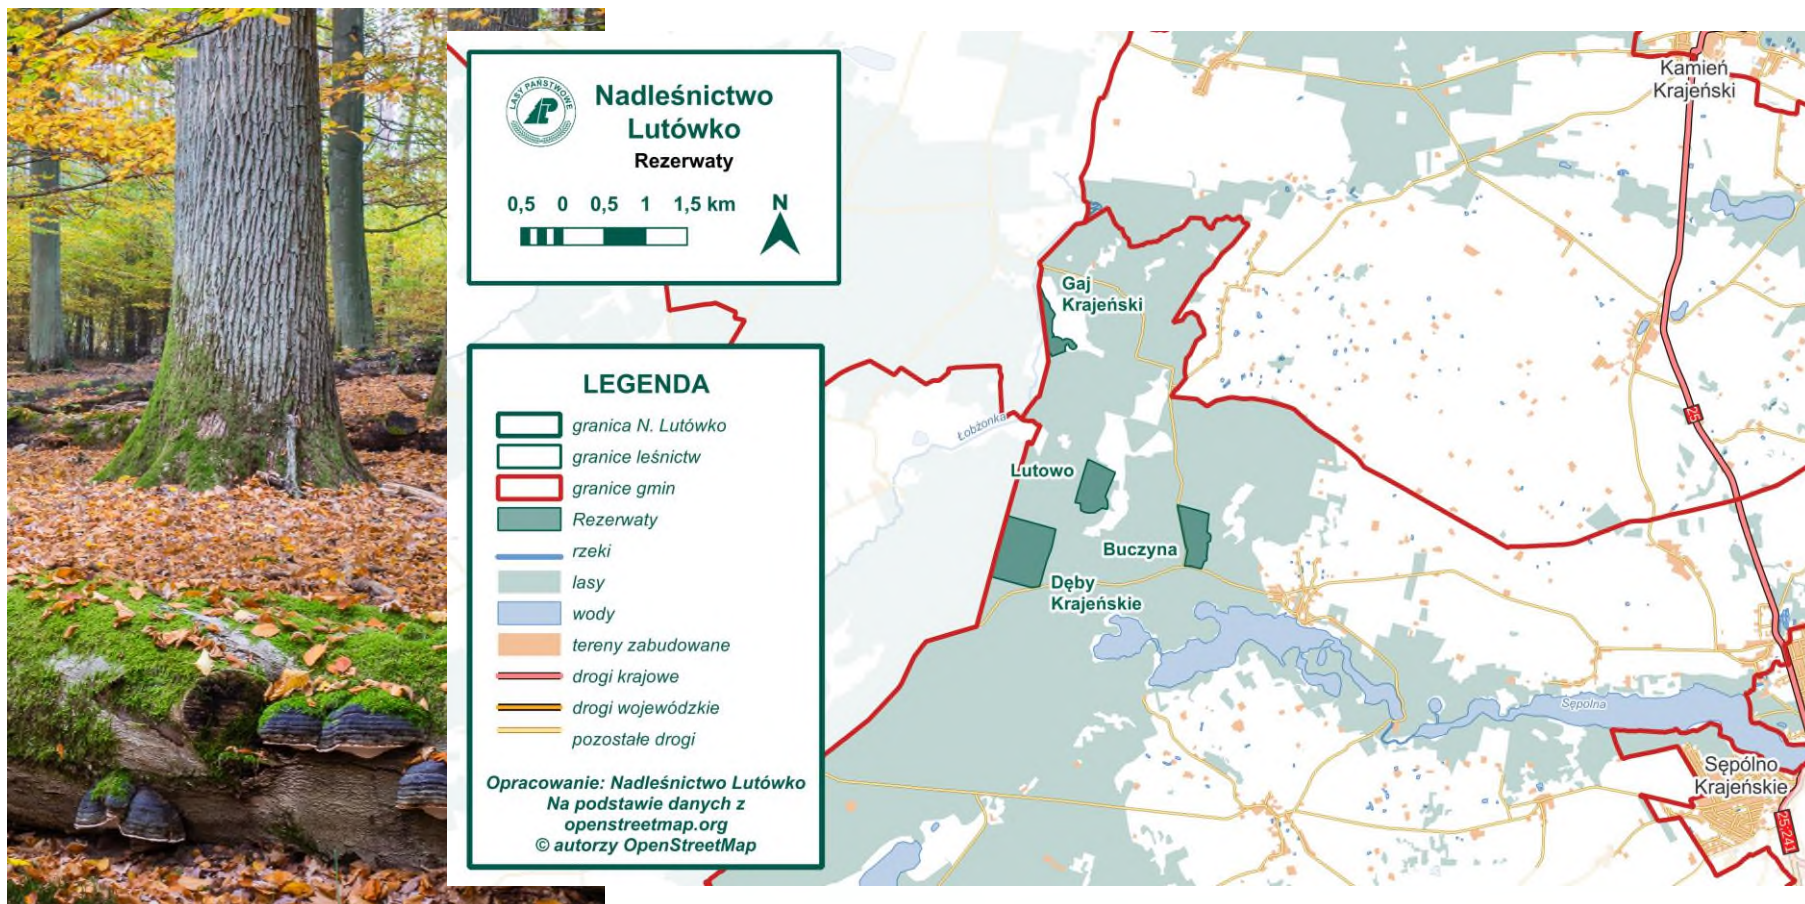 LASY PAŃSTWOWE
Nadleśnictwo
Lutówko
Rezerwaty
0,5 0 0,5 1 1,5 km
N
LEGENDA
granica N. Lutówko
granice leśnictw
granice gmin
Rezerwaty
rzeki
lasy
wody
tereny zabudowane
drogi krajowe
drogi wojewódzkie
pozostałe drogi
Opracowanie: Nadleśnictwo Lutówko
Na podstawie danych z
openstreetmap.org
© autorzy OpenStreetMap
Kamień
Krajeński
Gaj
Krajeński
25
Łobżonka
Lutowo
Buczyna
Dęby
Krajeńskie
Sępolna
Sępólno
Krajeńskie
25;241